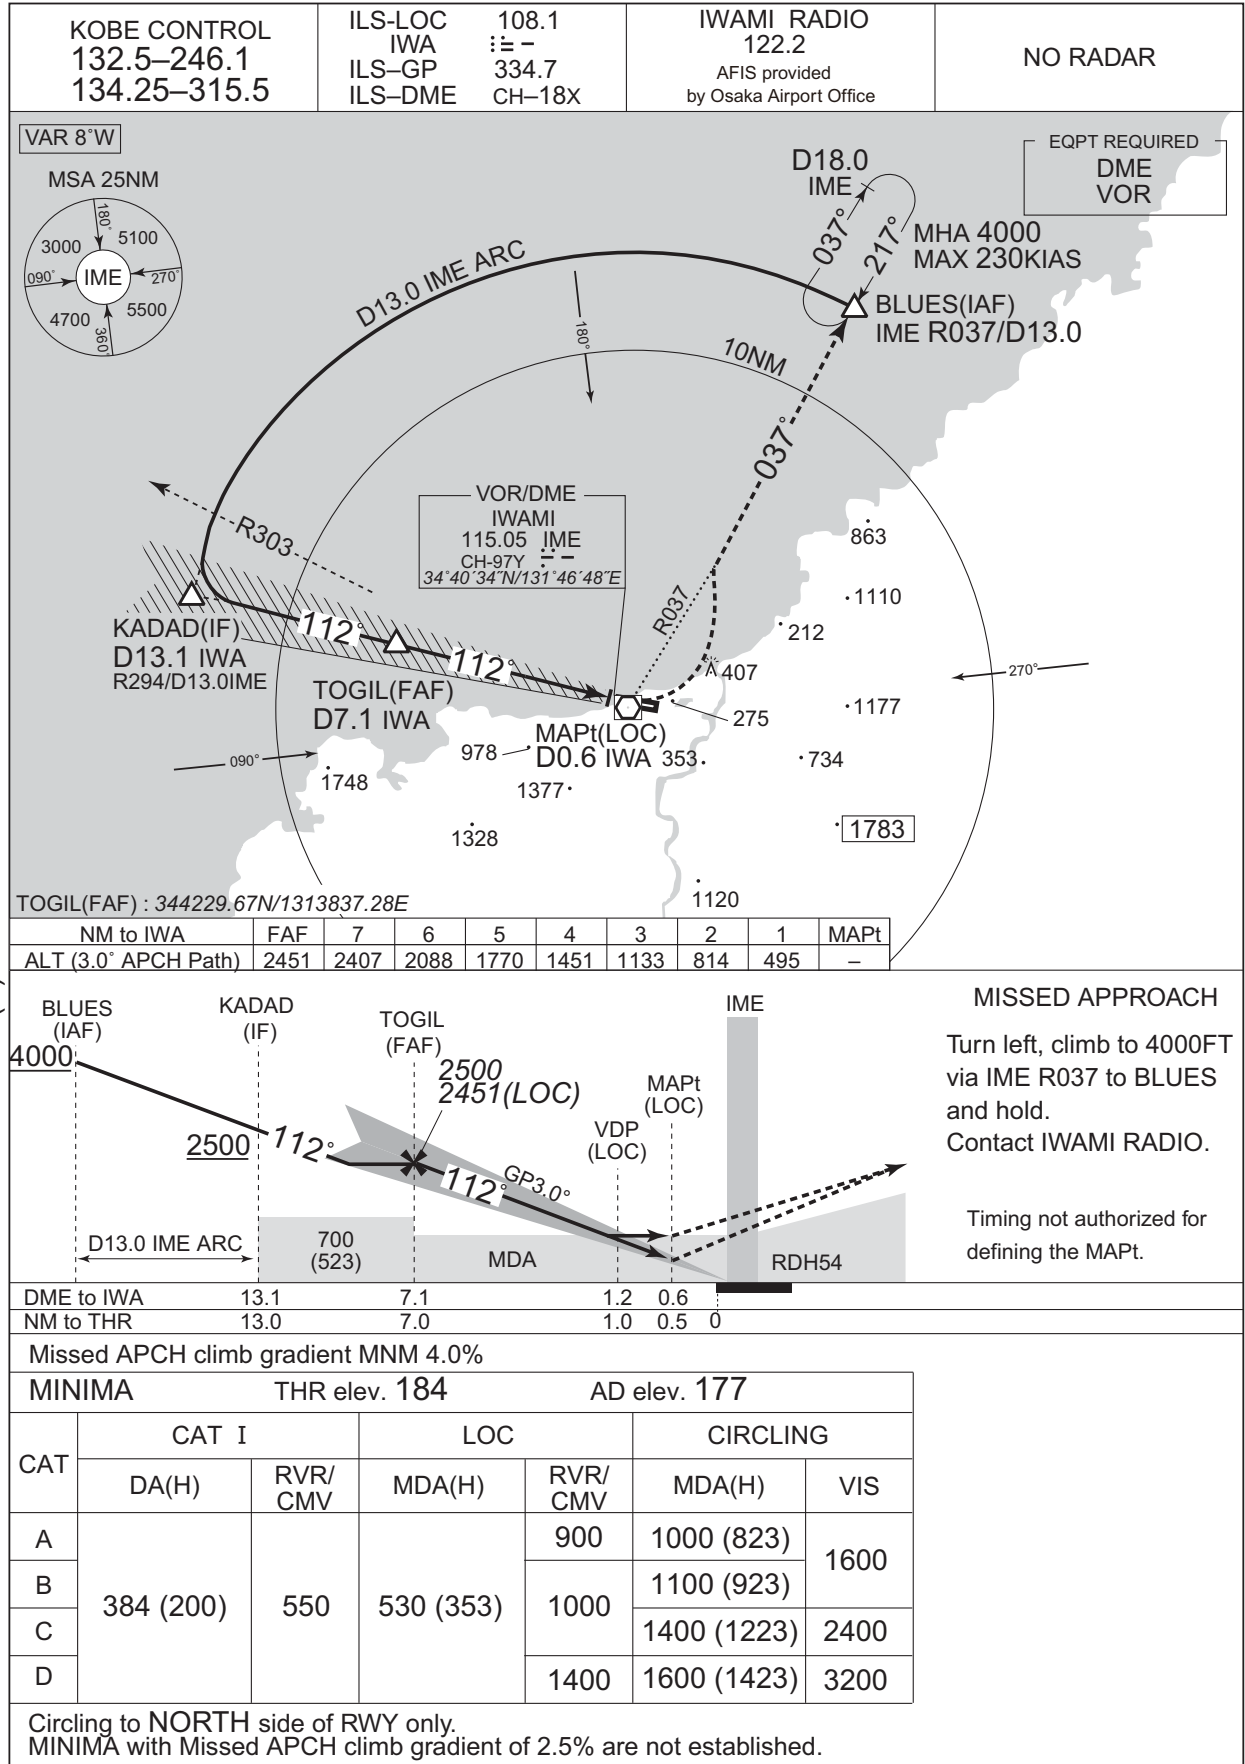 KOBE CONTROL
132.5–246.1
134.25–315.5
ILS-LOC 108.1
IWA
ILS–GP 334.7
ILS–DME CH–18X
IWAMI RADIO
122.2
AFIS provided
by Osaka Airport Office
NO RADAR
VAR 8°W
MSA 25NM
180°
3000
5100
090°
IME
270°
4700
5500
360°
EQPT REQUIRED
DME
VOR
D18.0
IME
037°
217°
MHA 4000
MAX 230KIAS
D13.0 IME ARC
BLUES(IAF)
IME R037/D13.0
180°
10NM
037°
VOR/DME
IWAMI
115.05 IME
CH-97Y
34°40´34˝N/131°46´48˝E
R303
863
R037
1110
KADAD(IF)
D13.1 IWA
R294/D13.0IME
112°
112°
212
TOGIL(FAF)
D7.1 IWA
407
270°
275
1177
MAPt(LOC)
D0.6 IWA
978
353
734
090°
1748
1377
1328
1783
1120
TOGIL(FAF) : 344229.67N/1313837.28E
NM to IWA FAF 7 6 5 4 3 2 1 MAPt
ALT (3.0° APCH Path) 2451 2407 2088 1770 1451 1133 814 495 –
BLUES
(IAF)
KADAD
(IF)
TOGIL
(FAF)
IME
4000
2500
2451(LOC)
2500
112°
112°
GP3.0°
VDP
(LOC)
MAPt
(LOC)
D13.0 IME ARC
700
(523)
MDA
RDH54
MISSED APPROACH
Turn left, climb to 4000FT
via IME R037 to BLUES
and hold.
Contact IWAMI RADIO.
Timing not authorized for
defining the MAPt.
DME to IWA 13.1 7.1 1.2 0.6
NM to THR 13.0 7.0 1.0 0.5 0
Missed APCH climb gradient MNM 4.0%
MINIMA THR elev. 184 AD elev. 177
CAT CAT I LOC CIRCLING
DA(H) RVR/CMV MDA(H) RVR/CMV MDA(H) VIS
A 384 (200) 550 530 (353) 900 1000 (823) 1600
B 1000 1100 (923)
C 1400 (1223) 2400
D 1400 1600 (1423) 3200
Circling to NORTH side of RWY only.
MINIMA with Missed APCH climb gradient of 2.5% are not established.